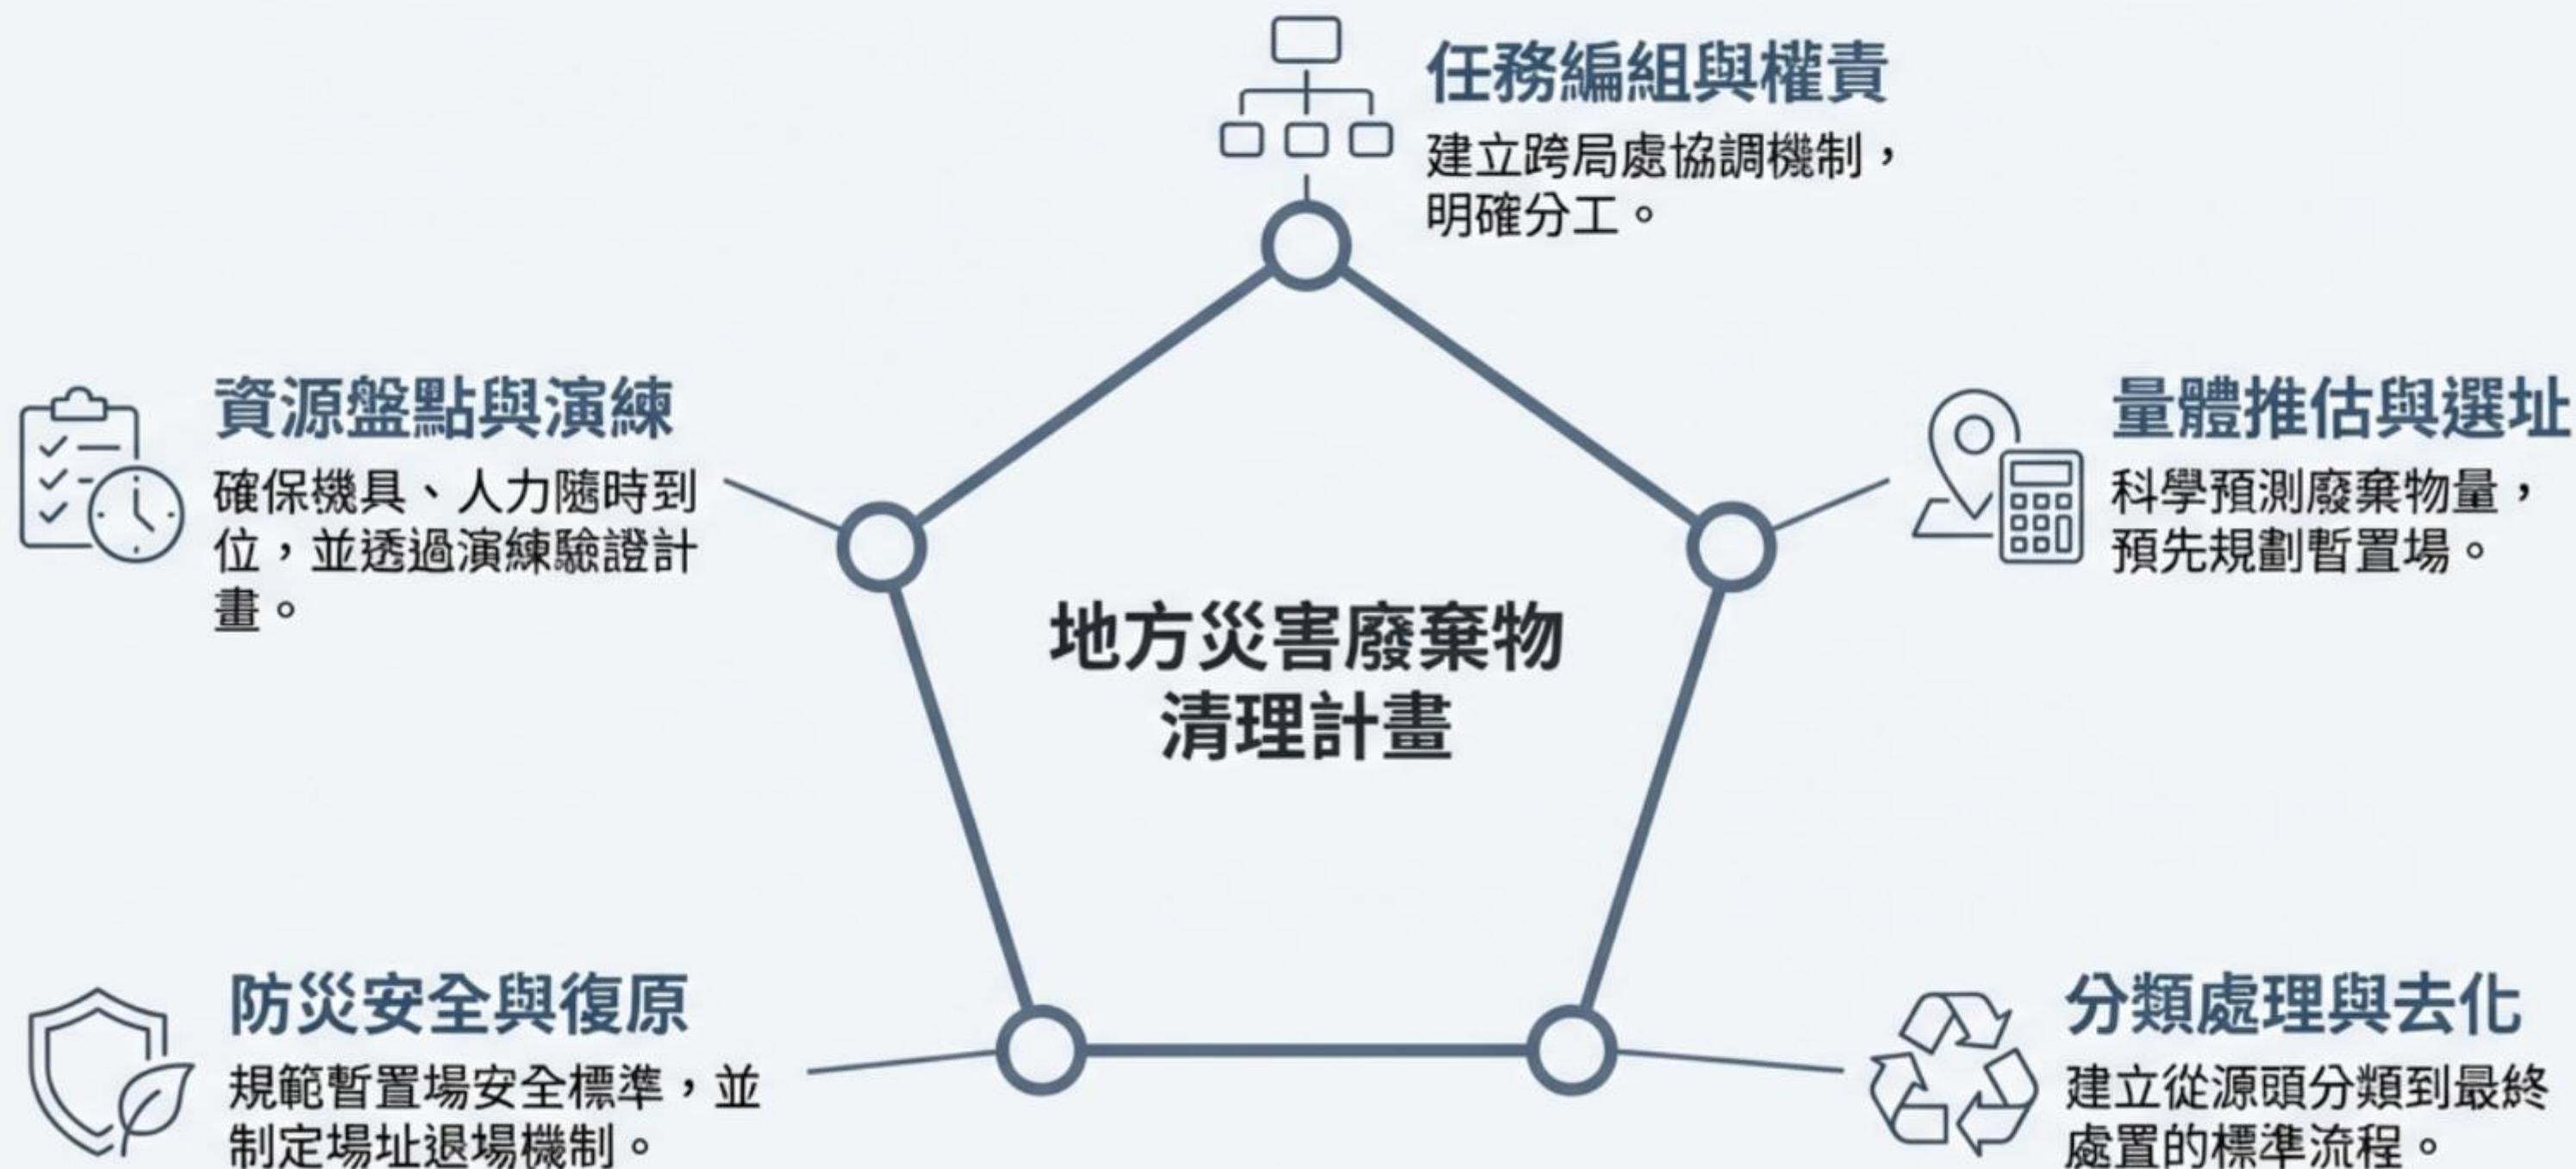 任務編組與權責
建立跨局處協調機制，
明確分工。
資源盤點與演練
確保機具、人力隨時到
位，並透過演練驗證計
畫。
量體推估與選址
科學預測廢棄物量，
預先規劃暫置場。
地方災害廢棄物
清理計畫
防災安全與復原
規範暫置場安全標準，並
制定場址退場機制。
分類處理與去化
建立從源頭分類到最終
處置的標準流程。